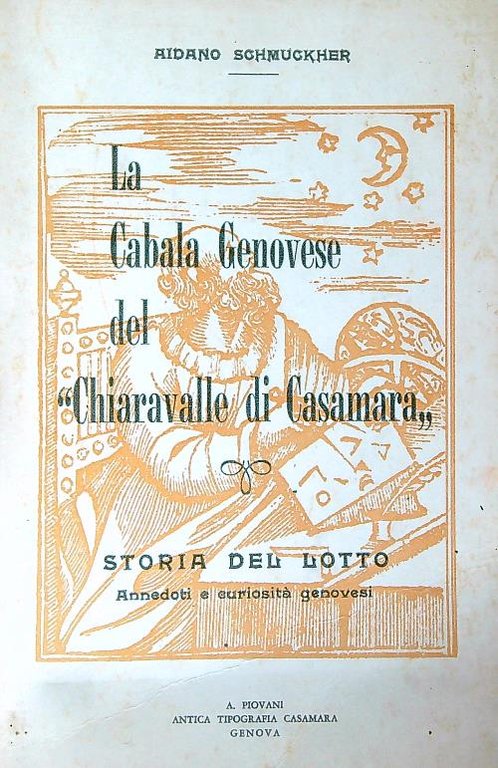 AIDANO SCHMUCKHER
La
Cabala Genovese
del
“Chiaravalle di Casamara„
STORIA DEL LOTTO
Annedoti e curiosità genovesi
A. PIOVANI
ANTICA TIPOGRAFIA CASAMARA
GENOVA